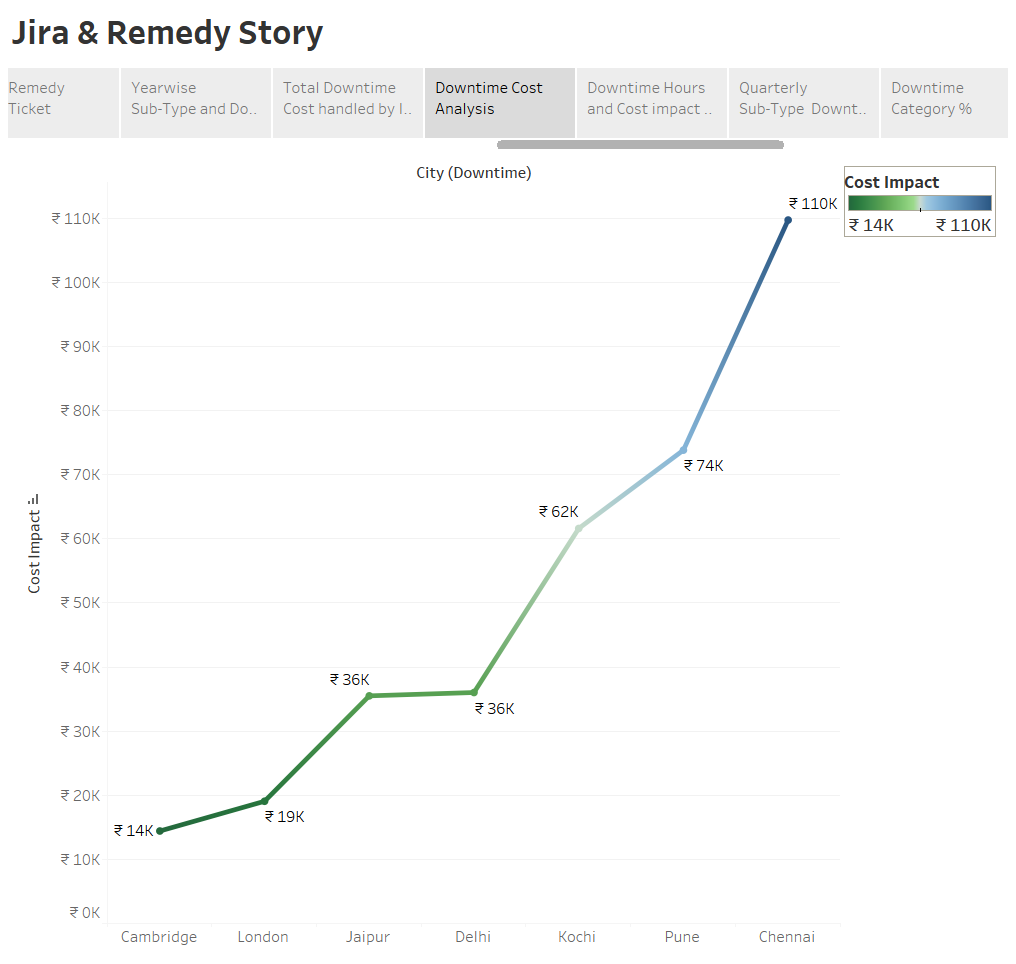 Jira & Remedy Story
Remedy
Ticket
Yearwise
Sub-Type and Do..
Total Downtime
Cost handled by I..
Downtime Cost
Analysis
Downtime Hours
and Cost impact ..
Quarterly
Sub-Type Downt..
Downtime
Category %
City (Downtime)
Cost Impact
₹ 14K ₹ 110K
₹ 110K
₹ 110K
₹ 100K
₹ 90K
₹ 80K
₹ 70K
₹ 74K
₹ 62K
₹ 60K
Cost Impact
₹ 50K
₹ 40K
₹ 36K
₹ 36K
₹ 30K
₹ 20K
₹ 19K
₹ 14K
₹ 10K
₹ 0K
Cambridge London Jaipur Delhi Kochi Pune Chennai